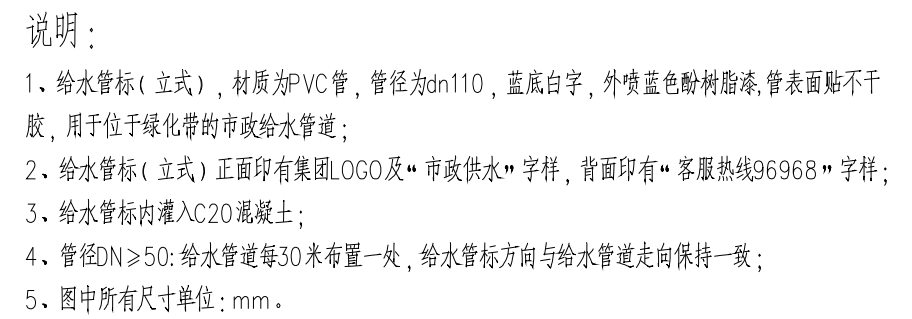 说明：
1、给水管标（立式），材质为PVC管，管径为dn110，蓝底白字，外喷蓝色酚树脂漆,管表面贴不干
胶，用于位于绿化带的市政给水管道；
2、给水管标（立式）正面印有集团LOGO及“市政供水”字样，背面印有“客服热线96968”字样；
3、给水管标内灌入C20混凝土；
4、管径DN≥50：给水管道每30米布置一处，给水管标方向与给水管道走向保持一致；
5、图中所有尺寸单位：mm。